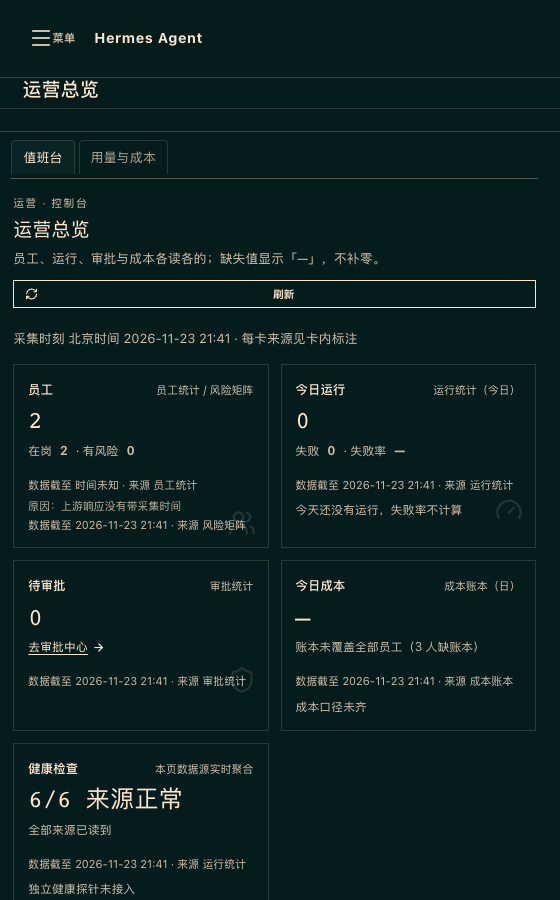 菜单 Hermes Agent
运营总览
值班台 用量与成本
运营 · 控制台
运营总览
员工、运行、审批与成本各读各的；缺失值显示「—」，不补零。
刷新
采集时刻 北京时间 2026-11-23 21:41 · 每卡来源见卡内标注
员工 员工统计 / 风险矩阵
2
在岗 2 · 有风险 0
数据截至 时间未知 · 来源 员工统计
原因：上游响应没有带采集时间
数据截至 2026-11-23 21:41 · 来源 风险矩阵
今日运行 运行统计（今日）
0
失败 0 · 失败率 —
数据截至 2026-11-23 21:41 · 来源 运行统计
今天还没有运行，失败率不计算
待审批 审批统计
0
去审批中心 →
数据截至 2026-11-23 21:41 · 来源 审批统计
今日成本 成本账本（日）
—
账本未覆盖全部员工（3 人缺账本）
数据截至 2026-11-23 21:41 · 来源 成本账本
成本口径未齐
健康检查 本页数据源实时聚合
6/6 来源正常
全部来源已读到
数据截至 2026-11-23 21:41 · 来源 运行统计
独立健康探针未接入